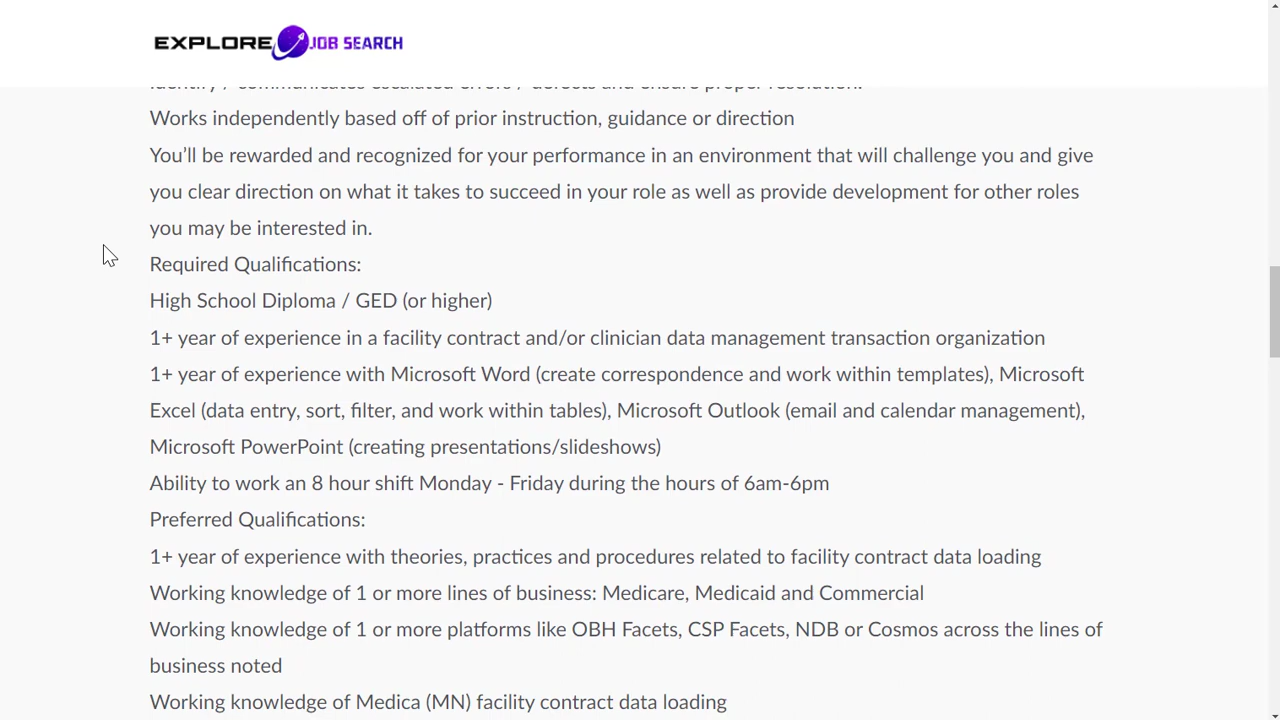 EXPLORE JOB SEARCH
Identify / communicates escalated errors / defects and ensure proper resolution.
Works independently based off of prior instruction, guidance or direction
You’ll be rewarded and recognized for your performance in an environment that will challenge you and give
you clear direction on what it takes to succeed in your role as well as provide development for other roles
you may be interested in.
Required Qualifications:
High School Diploma / GED (or higher)
1+ year of experience in a facility contract and/or clinician data management transaction organization
1+ year of experience with Microsoft Word (create correspondence and work within templates), Microsoft
Excel (data entry, sort, filter, and work within tables), Microsoft Outlook (email and calendar management),
Microsoft PowerPoint (creating presentations/slideshows)
Ability to work an 8 hour shift Monday - Friday during the hours of 6am-6pm
Preferred Qualifications:
1+ year of experience with theories, practices and procedures related to facility contract data loading
Working knowledge of 1 or more lines of business: Medicare, Medicaid and Commercial
Working knowledge of 1 or more platforms like OBH Facets, CSP Facets, NDB or Cosmos across the lines of
business noted
Working knowledge of Medica (MN) facility contract data loading